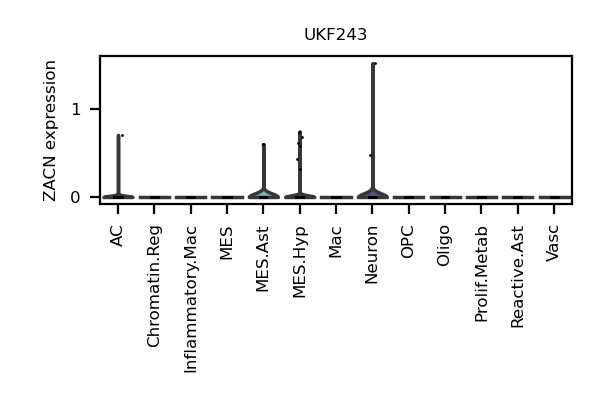 UKF243
ZACN expression
1
0
AC
Chromatin.Reg
Inflammatory.Mac
MES
MES.Ast
MES.Hyp
Mac
Neuron
OPC
Oligo
Prolif.Metab
Reactive.Ast
Vasc